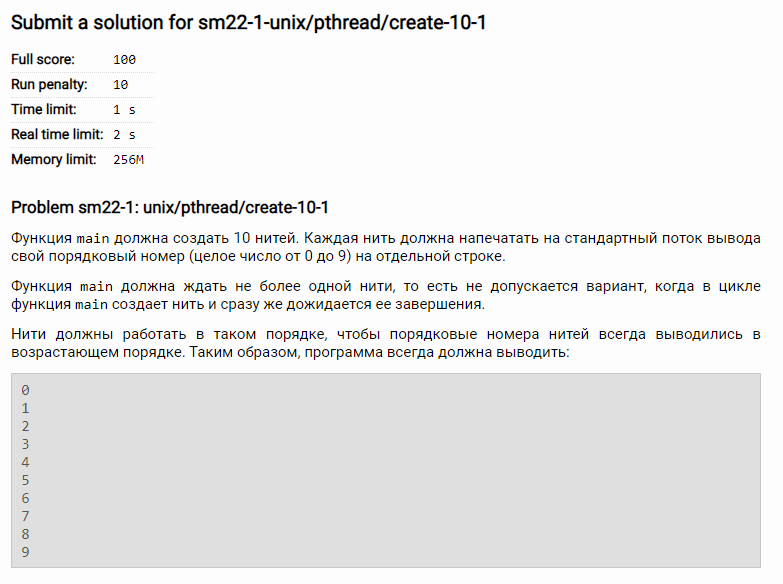 Submit a solution for sm22-1-unix/pthread/create-10-1
Full score: 100
Run penalty: 10
Time limit: 1 s
Real time limit: 2 s
Memory limit: 256M
Problem sm22-1: unix/pthread/create-10-1
Функция main должна создать 10 нитей. Каждая нить должна напечатать на стандартный поток вывода
свой порядковый номер (целое число от 0 до 9) на отдельной строке.
Функция main должна ждать не более одной нити, то есть не допускается вариант, когда в цикле
функция main создает нить и сразу же дожидается ее завершения.
Нити должны работать в таком порядке, чтобы порядковые номера нитей всегда выводились в
возрастающем порядке. Таким образом, программа всегда должна выводить:
0
1
2
3
4
5
6
7
8
9